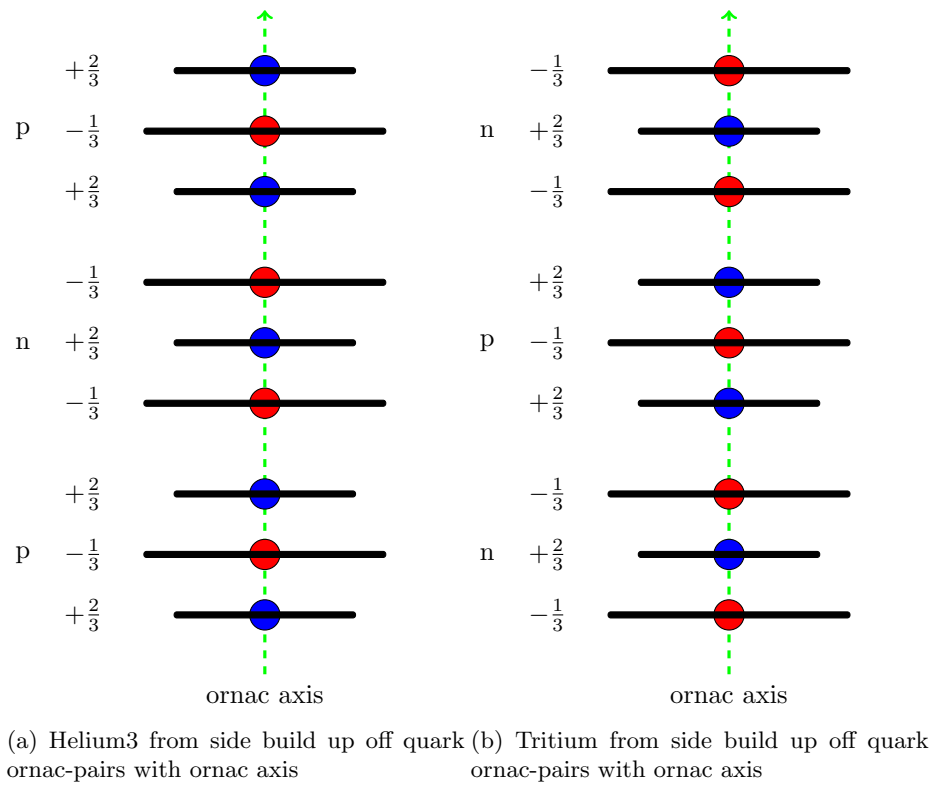 +2/3 -1/3
p -1/3 n +2/3
+2/3 -1/3
-1/3 +2/3
n +2/3 p -1/3
-1/3 +2/3
+2/3 -1/3
p -1/3 n +2/3
+2/3 -1/3
ornac axis ornac axis
(a) Helium3 from side build up off quark
ornac-pairs with ornac axis
(b) Tritium from side build up off quark
ornac-pairs with ornac axis